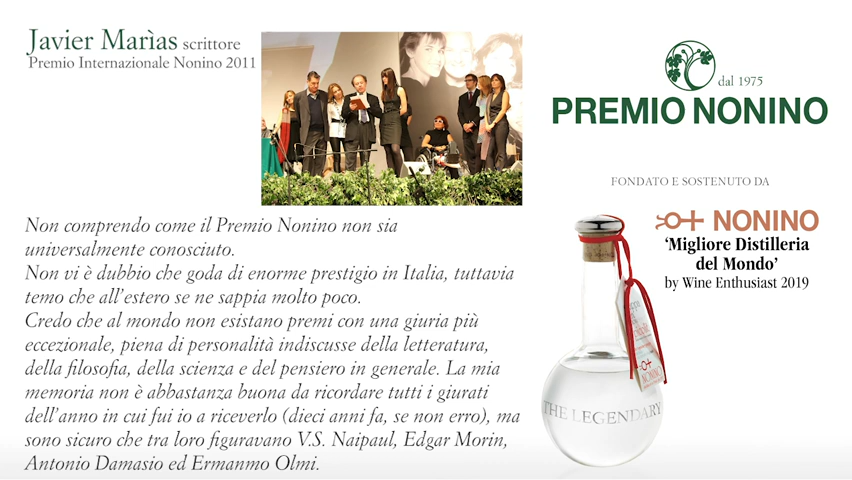 Javier Marìas scrittore
Premio Internazionale Nonino 2011
Non comprendo come il Premio Nonino non sia
universalmente conosciuto.
Non vi è dubbio che goda di enorme prestigio in Italia, tuttavia
temo che all’estero se ne sappia molto poco.
Credo che al mondo non esistano premi con una giuria più
eccezionale, piena di personalità indiscusse della letteratura,
della filosofia, della scienza e del pensiero in generale. La mia
memoria non è abbastanza buona da ricordare tutti i giurati
dell’anno in cui fui io a riceverlo (dieci anni fa, se non erro), ma
sono sicuro che tra loro figuravano V.S. Naipaul, Edgar Morin,
Antonio Damasio ed Ermanmo Olmi.
dal 1975
PREMIO NONINO
FONDATO E SOSTENUTO DA
NONINO
‘Migliore Distilleria
del Mondo’
by Wine Enthusiast 2019
NONINO
THE LEGENDARY